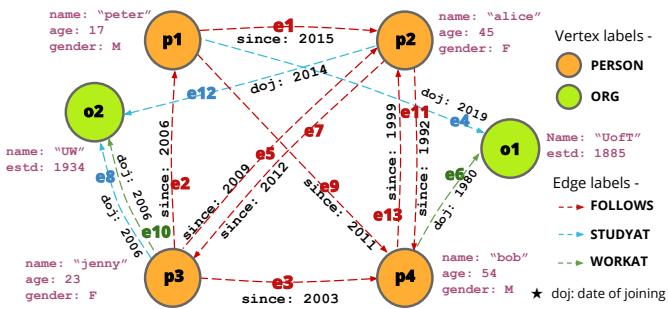 name: “peter”
age: 17
gender: M
p1
e1
since: 2015
p2
name: “alice”
age: 45
gender: F
Vertex labels -
PERSON
ORG
o2
e12
doj: 2014
doj: 2019
e4
e11
since: 1999
since: 1992
o1
Name: “UofT”
estd: 1885
name: “UW”
estd: 1934
e8
doj: 2006
doj: 2006
e10
since: 2006
e2
e5
since: 2009
e7
since: 2012
e9
since: 2011
e13
e6
doj: 1980
Edge labels -
FOLLOWS
STUDYAT
WORKAT
name: “jenny”
age: 23
gender: F
p3
e3
since: 2003
p4
name: “bob”
age: 54
gender: M
★ doj: date of joining